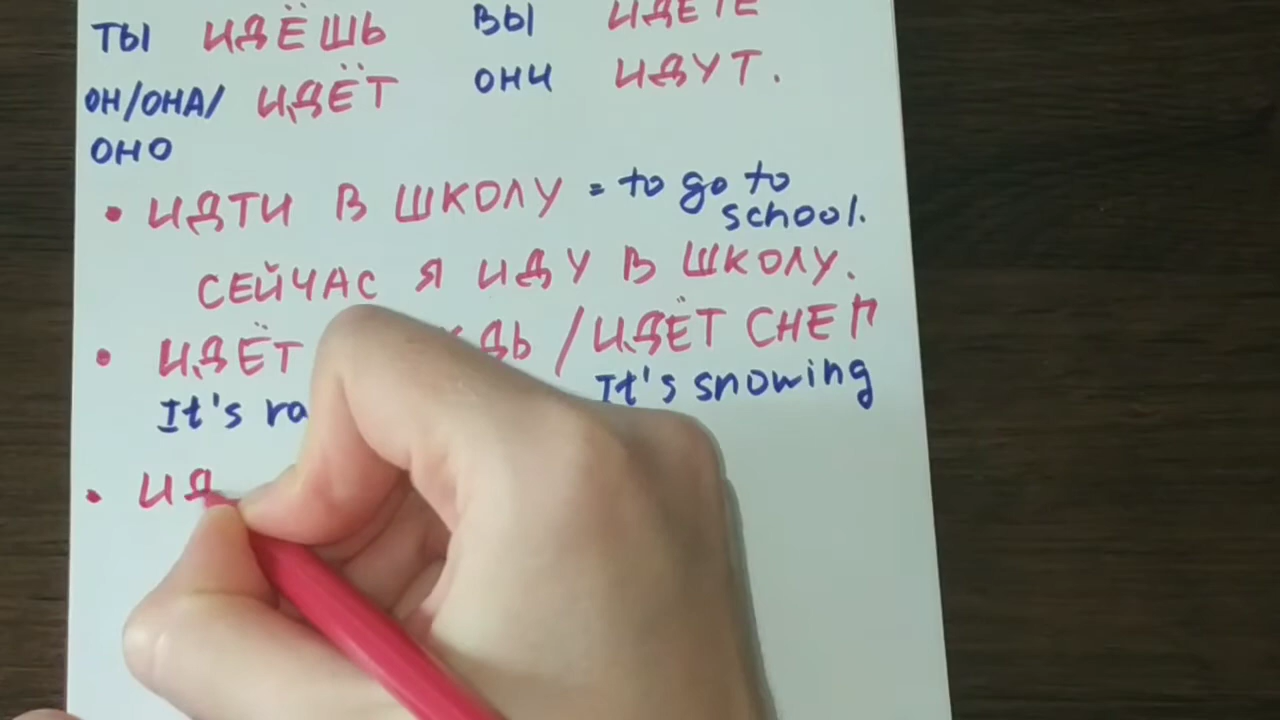 ТЫ ИДЁШЬ ВЫ ИДЕТЕ
ОН/ОНА/ ИДЁТ ОНИ ИДУТ.
ОНО
• ИДТИ В ШКОЛУ = to go to
school.
СЕЙЧАС Я ИДУ В ШКОЛУ.
• ИДЁТ /ИДЁТ СНЕГ
It's It's snowing
• ИД